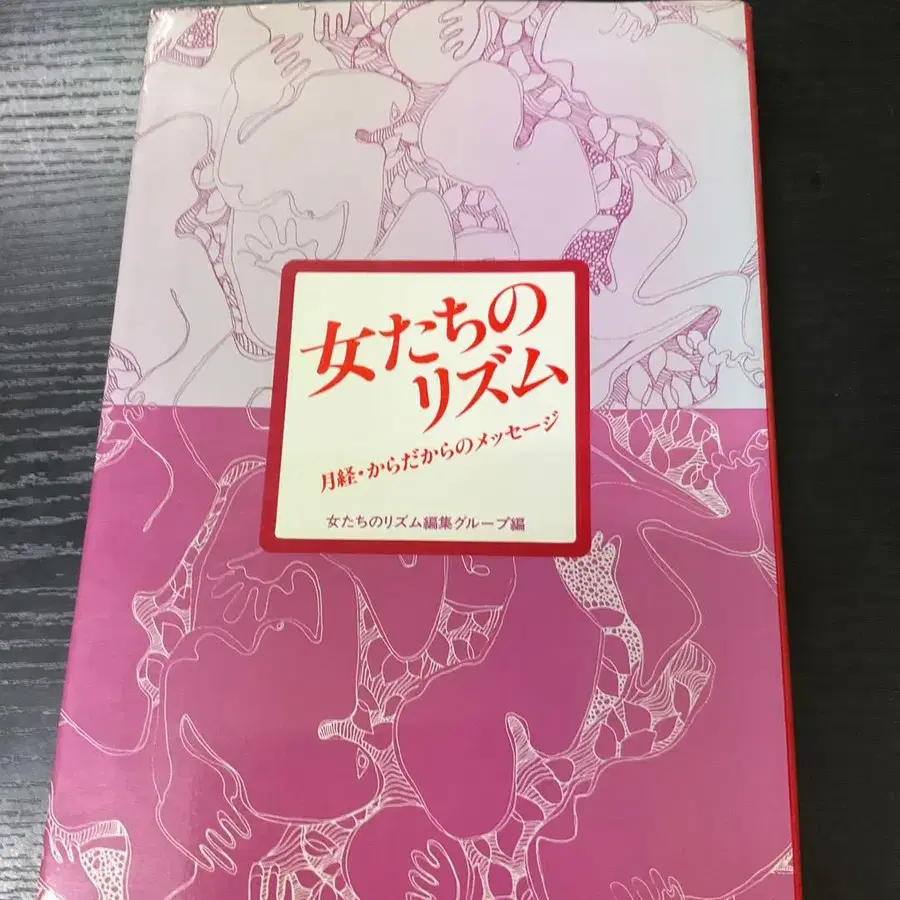 女たちの
リズム
月経・からだからのメッセージ
女たちのリズム編集グループ編